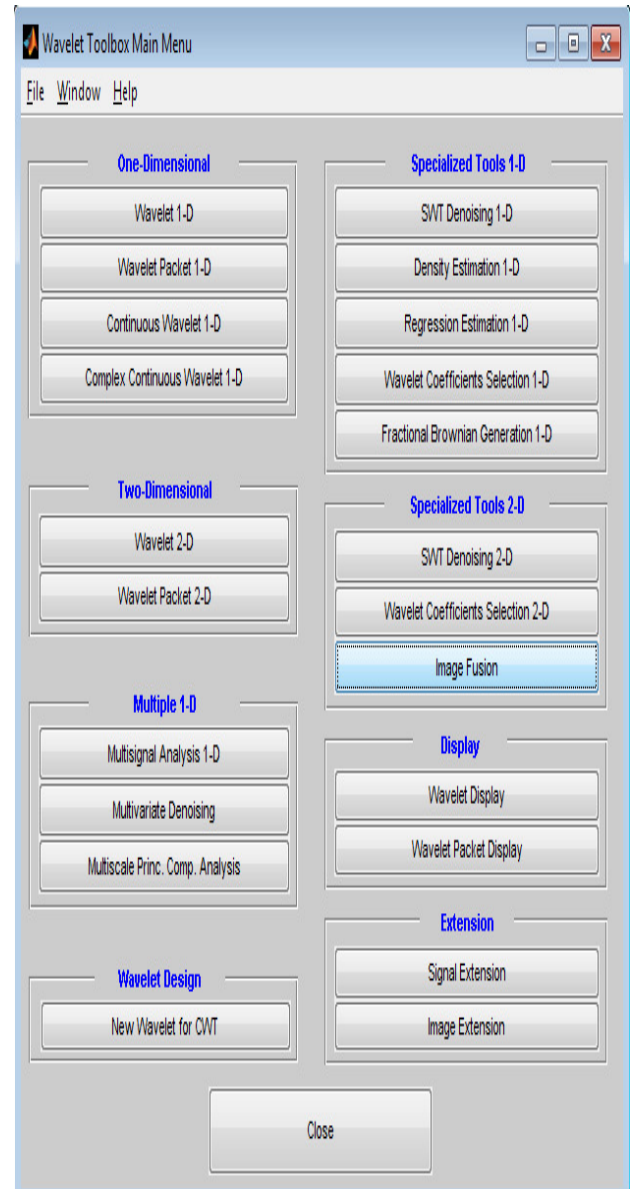 Wavelet Toolbox Main Menu
File Window Help
One-Dimensional
Wavelet 1-D
Wavelet Packet 1-D
Continuous Wavelet 1-D
Complex Continuous Wavelet 1-D
Two-Dimensional
Wavelet 2-D
Wavelet Packet 2-D
Multiple 1-D
Multisignal Analysis 1-D
Multivariate Denoising
Multiscale Princ. Comp. Analysis
Wavelet Design
New Wavelet for CWT
Specialized Tools 1-D
SWT Denoising 1-D
Density Estimation 1-D
Regression Estimation 1-D
Wavelet Coefficients Selection 1-D
Fractional Brownian Generation 1-D
Specialized Tools 2-D
SWT Denoising 2-D
Wavelet Coefficients Selection 2-D
Image Fusion
Display
Wavelet Display
Wavelet Packet Display
Extension
Signal Extension
Image Extension
Close